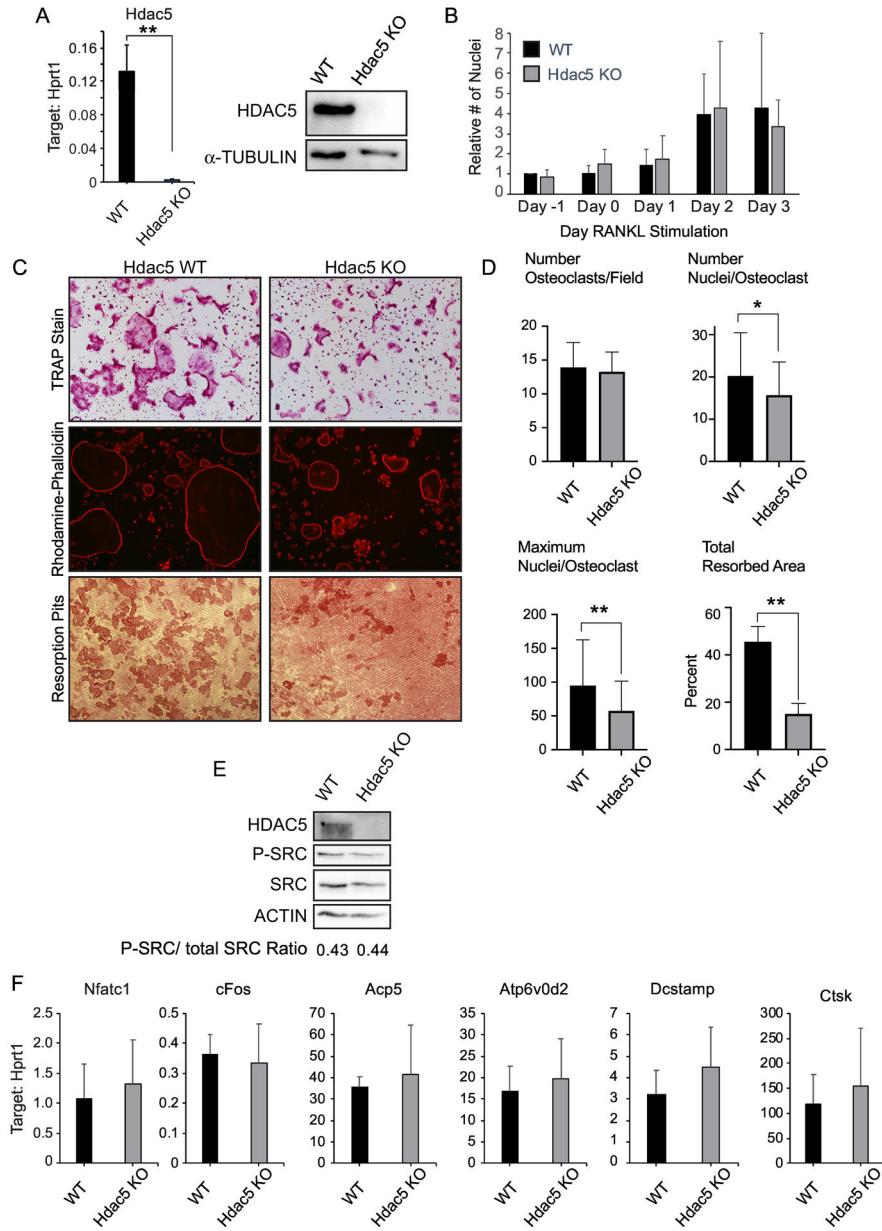 A
Hdac5
**
Target: Hprt1
0.16
0.12
0.08
0.04
0
WT
Hdac5 KO
WT
Hdac5 KO
HDAC5
α-TUBULIN
B
Relative # of Nuclei
8
7
6
5
4
3
2
1
0
WT
Hdac5 KO
Day -1 Day 0 Day 1 Day 2 Day 3
Day RANKL Stimulation
C
Hdac5 WT
Hdac5 KO
TRAP Stain
Rhodamine-Phalloidin
Resorption Pits
D
Number
Osteoclasts/Field
20
15
10
5
0
WT
Hdac5 KO
Number
Nuclei/Osteoclast
*
30
20
10
0
WT
Hdac5 KO
Maximum
Nuclei/Osteoclast
**
200
150
100
50
0
WT
Hdac5 KO
Total
Resorbed Area
**
Percent
60
40
20
0
WT
Hdac5 KO
E
WT
Hdac5 KO
HDAC5
P-SRC
SRC
ACTIN
P-SRC/ total SRC Ratio 0.43 0.44
F
Target: Hprt1
Nfatc1
2.5
2.0
1.5
1.0
0.5
0.0
WT
Hdac5 KO
cFos
0.5
0.4
0.3
0.2
0.1
0
WT
Hdac5 KO
Acp5
70
60
50
40
30
20
10
0
WT
Hdac5 KO
Atp6v0d2
35
30
25
20
15
10
5
0
WT
Hdac5 KO
Dcstamp
7
6
5
4
3
2
1
0
WT
Hdac5 KO
Ctsk
300
250
200
150
100
50
0
WT
Hdac5 KO